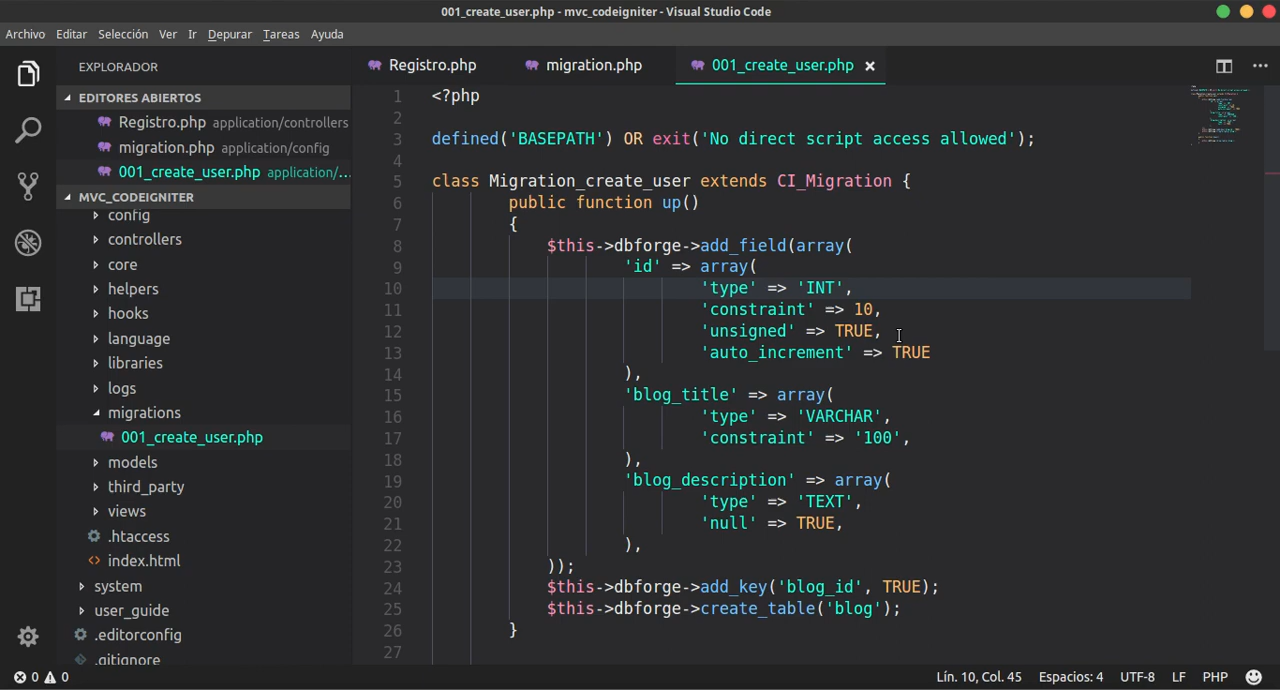 001_create_user.php - mvc_codeigniter - Visual Studio Code
Archivo Editar Selección Ver Ir Depurar Tareas Ayuda
EXPLORADOR
EDITORES ABIERTOS
Registro.php application/controllers
migration.php application/config
001_create_user.php application/...
MVC_CODEIGNITER
config
controllers
core
helpers
hooks
language
libraries
logs
migrations
001_create_user.php
models
third_party
views
.htaccess
index.html
system
user_guide
.editorconfig
.gitignore
Registro.php migration.php 001_create_user.php
1 <?php
2
3 defined('BASEPATH') OR exit('No direct script access allowed');
4
5 class Migration_create_user extends CI_Migration {
6 public function up()
7 {
8 $this->dbforge->add_field(array(
9 'id' => array(
10 'type' => 'INT',
11 'constraint' => 10,
12 'unsigned' => TRUE,
13 'auto_increment' => TRUE
14 ),
15 'blog_title' => array(
16 'type' => 'VARCHAR',
17 'constraint' => '100',
18 ),
19 'blog_description' => array(
20 'type' => 'TEXT',
21 'null' => TRUE,
22 ),
23 ));
24 $this->dbforge->add_key('blog_id', TRUE);
25 $this->dbforge->create_table('blog');
26 }
27
0 0 Lín. 10, Col. 45 Espacios: 4 UTF-8 LF PHP